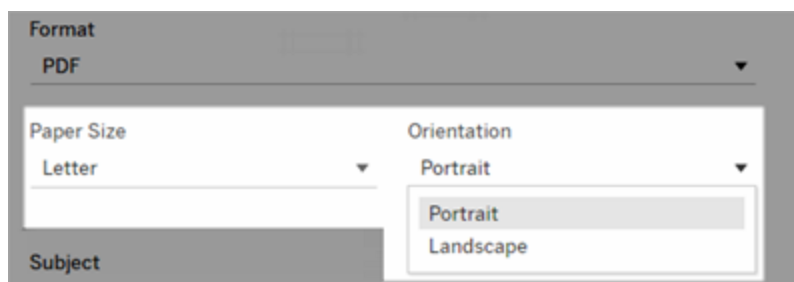 Format
PDF
Paper Size
Orientation
Letter
Portrait
Portrait
Landscape
Subject